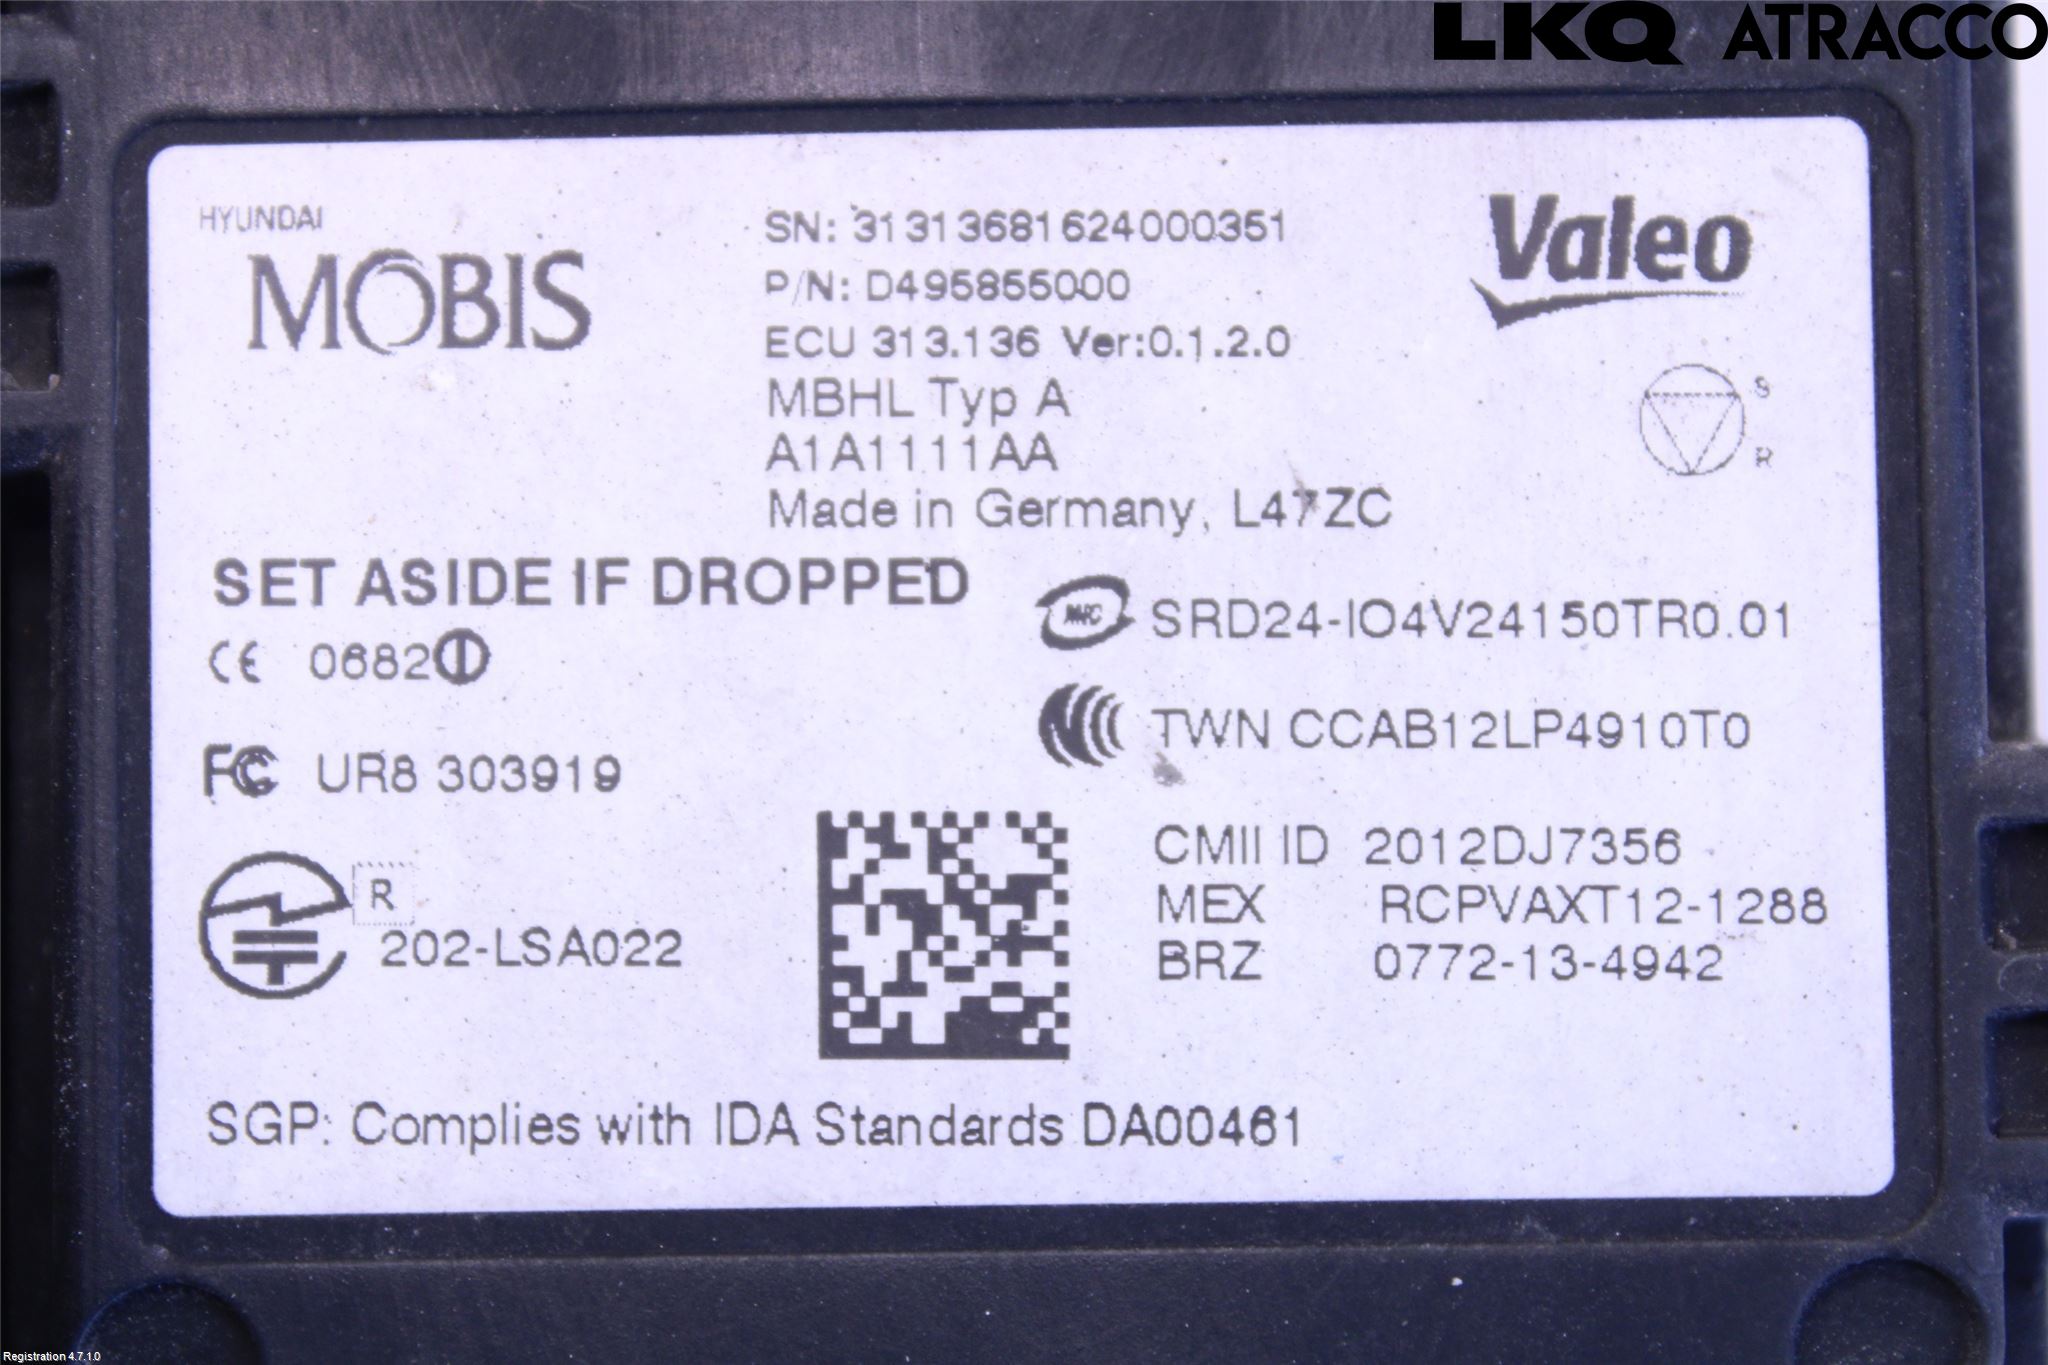 LKQ ATRACCO
HYUNDAI
MOBIS
SN: 31313681624000351
P/N: D495855000
ECU 313.136 Ver:0.1.2.0
MBHL Typ A
A1A1111AA
Made in Germany, L47ZC
Valeo
S
R
SET ASIDE IF DROPPED
CE 0682
FC UR8 303919
R
202-LSA022
SRD24-IO4V24150TR0.01
TWN CCAB12LP4910T0
CMII ID 2012DJ7356
MEX RCPVAXT12-1288
BRZ 0772-13-4942
SGP: Complies with IDA Standards DA00461
Registration 4.7.1.0